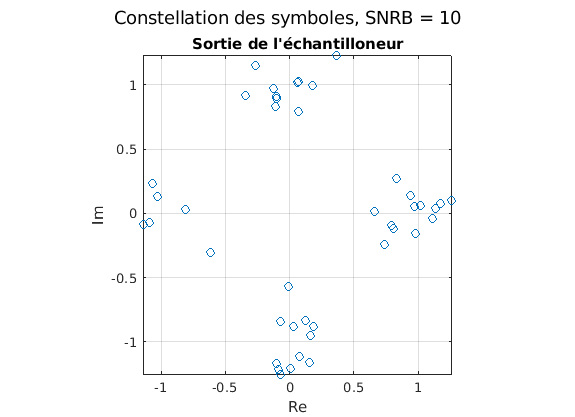 Constellation des symboles, SNRB = 10
Sortie de l'échantilloneur
1
0.5
0
-0.5
-1
Im
-1 -0.5 0 0.5 1
Re